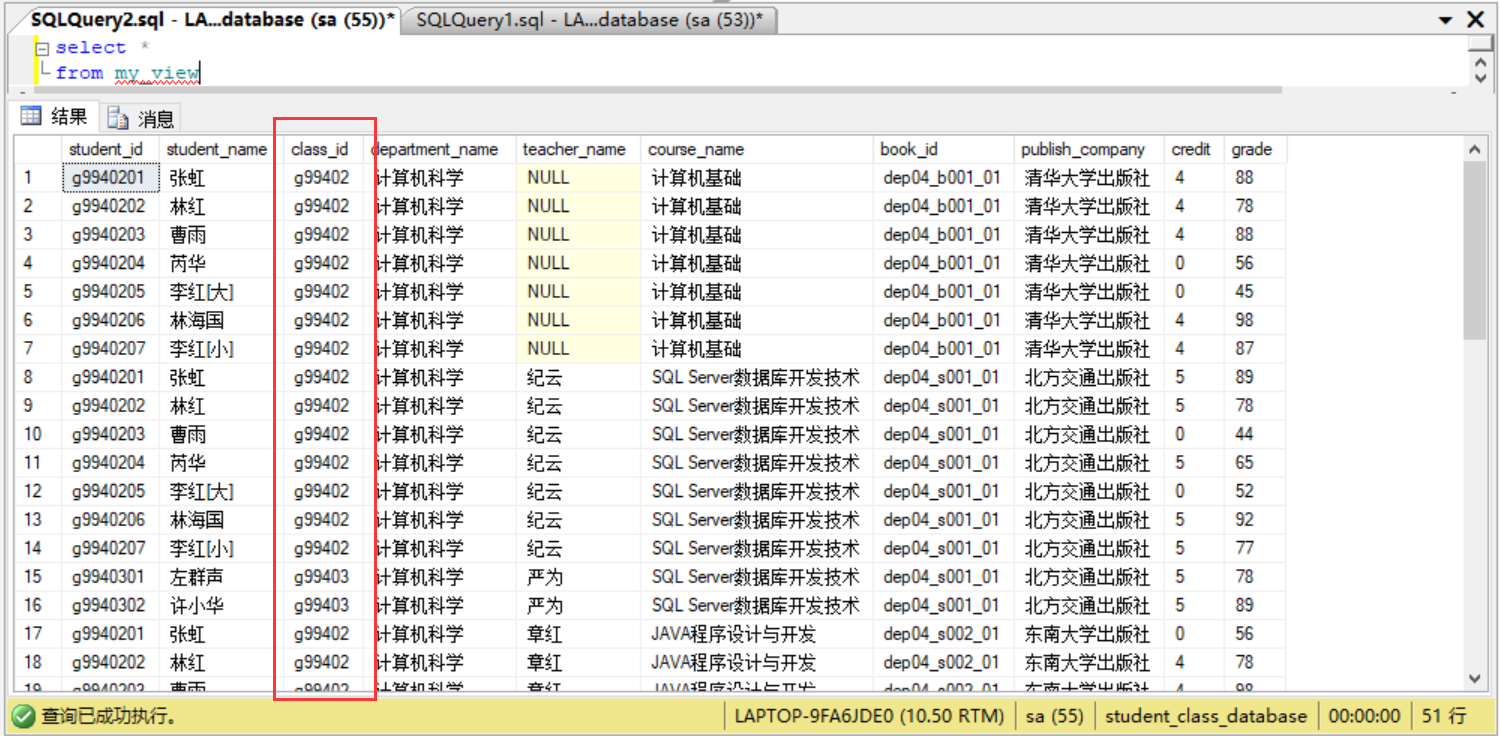 SQLQuery2.sql - LA...database (sa (55))* SQLQuery1.sql - LA...database (sa (53))*
select *
from my_view
结果 消息
student_id student_name class_id department_name teacher_name course_name book_id publish_company credit grade
1 g9940201 张虹 g99402 计算机科学 NULL 计算机基础 dep04_b001_01 清华大学出版社 4 88
2 g9940202 林红 g99402 计算机科学 NULL 计算机基础 dep04_b001_01 清华大学出版社 4 78
3 g9940203 曹雨 g99402 计算机科学 NULL 计算机基础 dep04_b001_01 清华大学出版社 4 88
4 g9940204 芮华 g99402 计算机科学 NULL 计算机基础 dep04_b001_01 清华大学出版社 0 56
5 g9940205 李红[大] g99402 计算机科学 NULL 计算机基础 dep04_b001_01 清华大学出版社 0 45
6 g9940206 林海国 g99402 计算机科学 NULL 计算机基础 dep04_b001_01 清华大学出版社 4 98
7 g9940207 李红[小] g99402 计算机科学 NULL 计算机基础 dep04_b001_01 清华大学出版社 4 87
8 g9940201 张虹 g99402 计算机科学 纪云 SQL Server数据库开发技术 dep04_s001_01 北方交通出版社 5 89
9 g9940202 林红 g99402 计算机科学 纪云 SQL Server数据库开发技术 dep04_s001_01 北方交通出版社 5 78
10 g9940203 曹雨 g99402 计算机科学 纪云 SQL Server数据库开发技术 dep04_s001_01 北方交通出版社 0 44
11 g9940204 芮华 g99402 计算机科学 纪云 SQL Server数据库开发技术 dep04_s001_01 北方交通出版社 5 65
12 g9940205 李红[大] g99402 计算机科学 纪云 SQL Server数据库开发技术 dep04_s001_01 北方交通出版社 0 52
13 g9940206 林海国 g99402 计算机科学 纪云 SQL Server数据库开发技术 dep04_s001_01 北方交通出版社 5 92
14 g9940207 李红[小] g99402 计算机科学 纪云 SQL Server数据库开发技术 dep04_s001_01 北方交通出版社 5 77
15 g9940301 左群声 g99403 计算机科学 严为 SQL Server数据库开发技术 dep04_s001_01 北方交通出版社 5 78
16 g9940302 许小华 g99403 计算机科学 严为 SQL Server数据库开发技术 dep04_s001_01 北方交通出版社 5 89
17 g9940201 张虹 g99402 计算机科学 章红 JAVA程序设计与开发 dep04_s002_01 东南大学出版社 0 56
18 g9940202 林红 g99402 计算机科学 章红 JAVA程序设计与开发 dep04_s002_01 东南大学出版社 4 78
19 g9940203 曹雨 g99402 计算机科学 章红 JAVA程序设计与开发 dep04_s002_01 东南大学出版社 4
查询已成功执行。 LAPTOP-9FA6JDE0 (10.50 RTM) sa (55) student_class_database 00:00:00 51 行